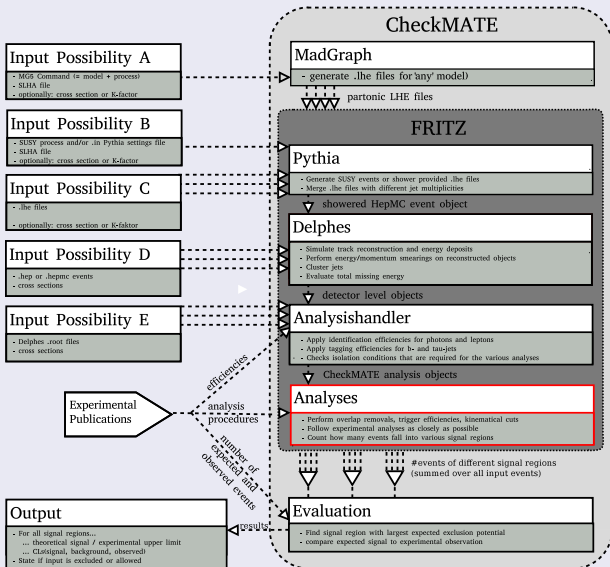 CheckMATE
Input Possibility A
- MG5 Command (= model + process)
- SLHA file
- optionally: cross section or K-factor
MadGraph
- generate .lhe files for 'any' model)
partonic LHE files
Input Possibility B
- SUSY process and/or .in Pythia settings file
- SLHA file
- optionally: cross section or K-factor
FRITZ
Input Possibility C
- .lhe files
- optionally: cross section or K-faktor
Pythia
- Generate SUSY events or shower provided .lhe files
- Merge .lhe files with different jet multiplicities
showered HepMC event object
Input Possibility D
- .hep or .hepmc events
- cross sections
Delphes
- Simulate track reconstruction and energy deposits
- Perform energy/momentum smearings on reconstructed objects
- Cluster jets
- Evaluate total missing energy
detector level objects
Input Possibility E
- Delphes .root files
- cross sections
Analysishandler
- Apply identification efficiencies for photons and leptons
- Apply tagging efficiencies for b- and tau-jets
- Checks isolation conditions that are required for the various analyses
CheckMATE analysis objects
Experimental
Publications
efficiencies
analysis
procedures
number of
expected and
observed events
Analyses
- Perform overlap removals, trigger efficiencies, kinematical cuts
- Follow experimental analyses as closely as possible
- Count how many events fall into various signal regions
#events of different signal regions
(summed over all input events)
Evaluation
- Find signal region with largest expected exclusion potential
- compare expected signal to experimental observation
results
Output
- For all signal regions...
... theoretical signal / experimental upper limit
... CLs(signal, background, observed)
- State if input is excluded or allowed